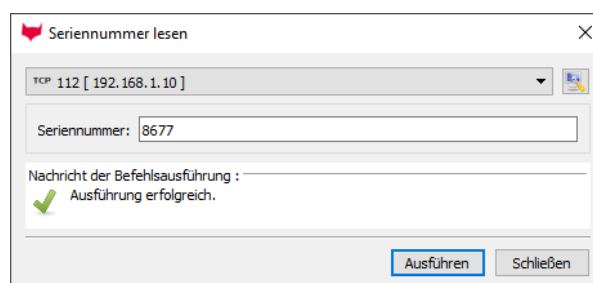 Seriennummer lesen
TCP 112 [ 192.168.1.10 ]
Seriennummer: 8677
Nachricht der Befehlsausführung :
Ausführung erfolgreich.
Ausführen Schließen